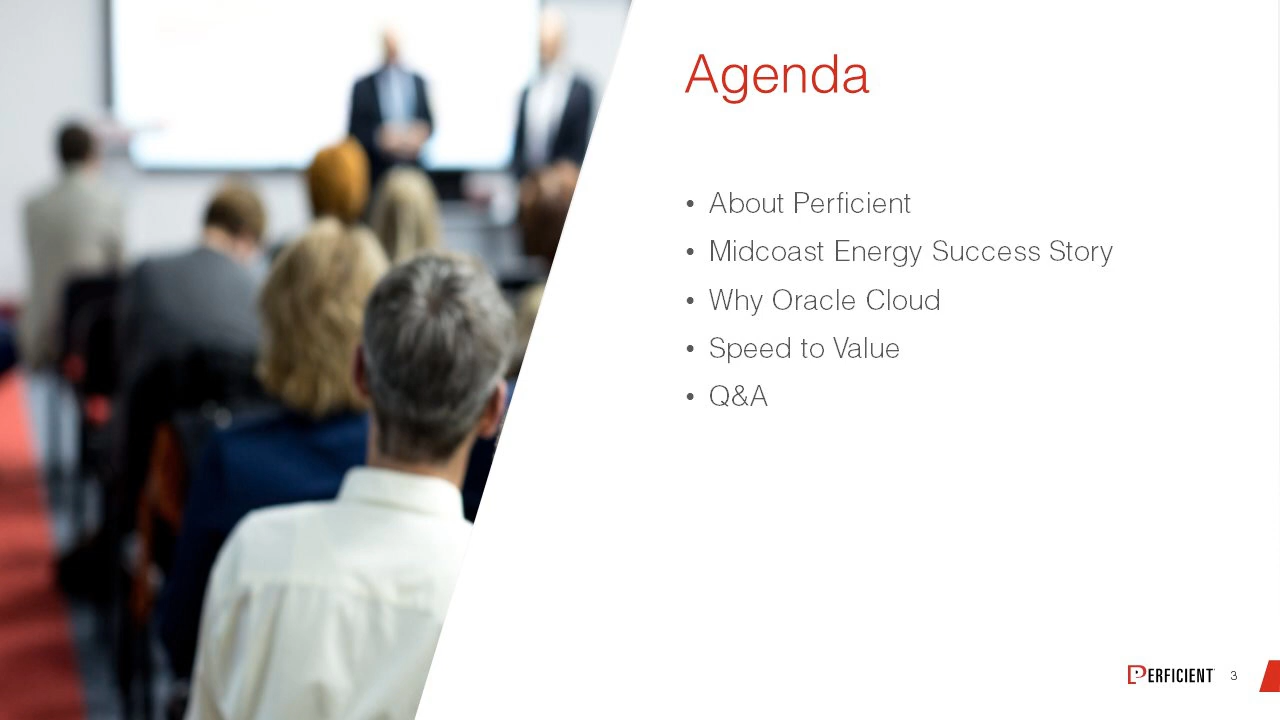 Agenda
• About Perficient
• Midcoast Energy Success Story
• Why Oracle Cloud
• Speed to Value
• Q&A
PERFICIENT 3